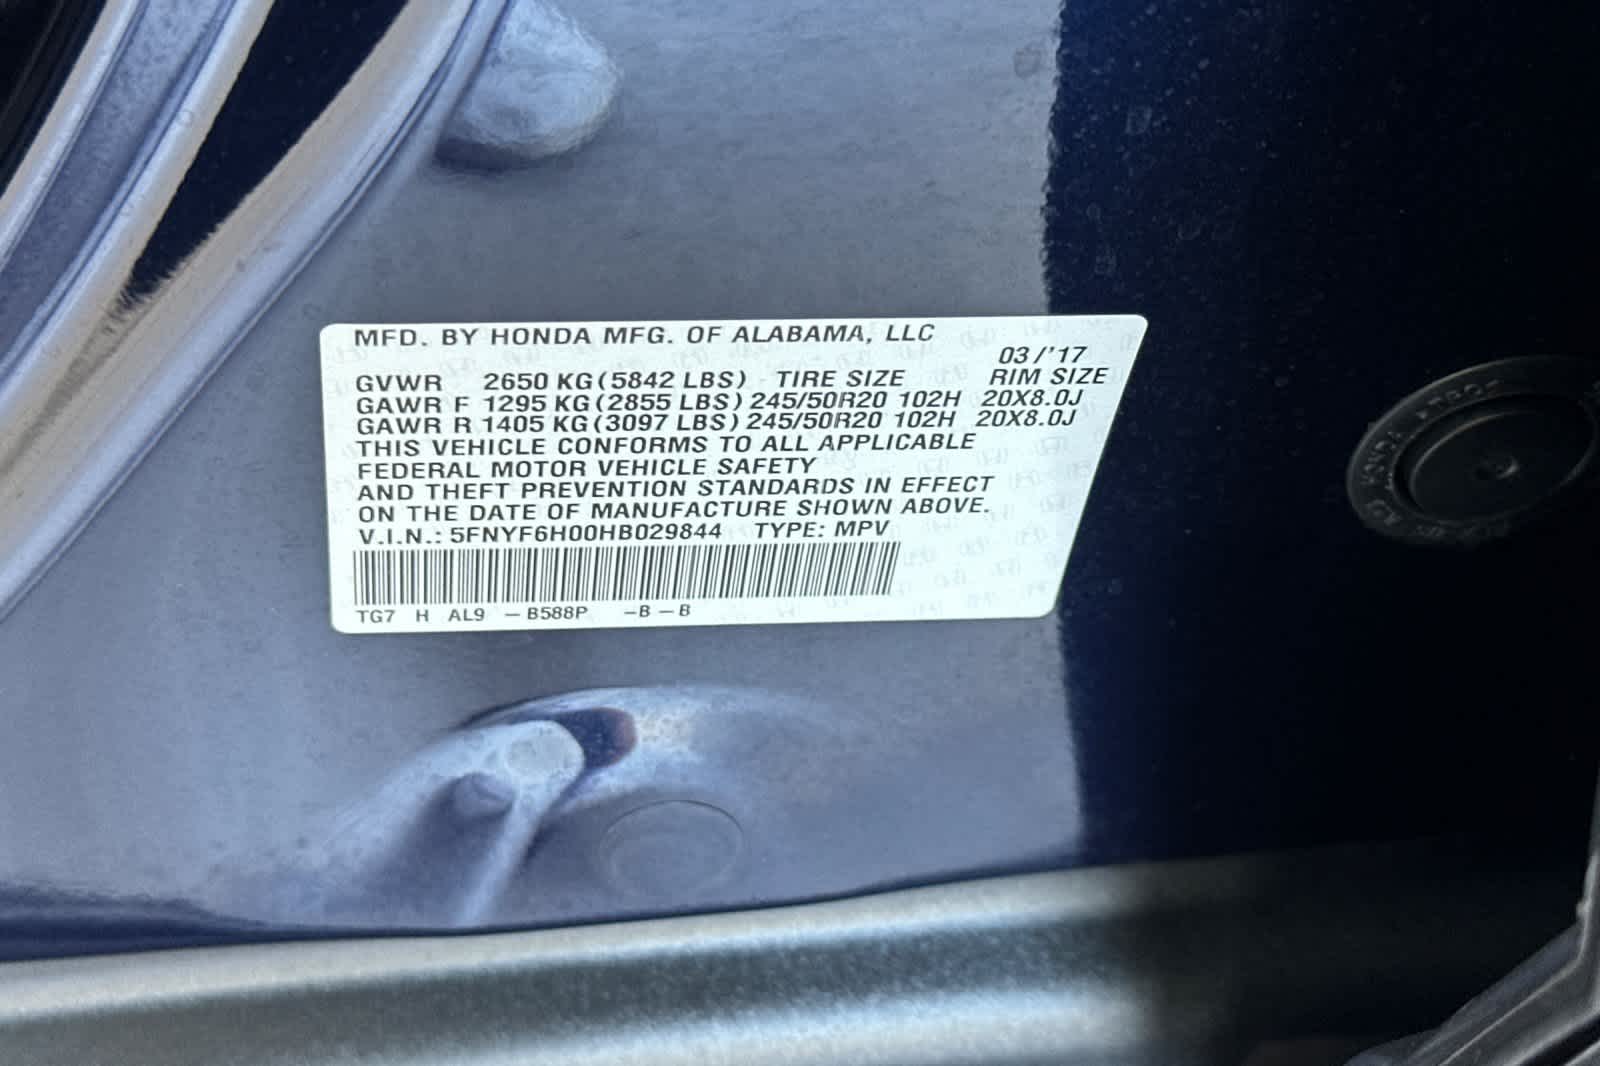 MFD. BY HONDA MFG. OF ALABAMA, LLC
03/'17
GVWR 2650 KG (5842 LBS) TIRE SIZE RIM SIZE
GAWR F 1295 KG (2855 LBS) 245/50R20 102H 20X8.0J
GAWR R 1405 KG (3097 LBS) 245/50R20 102H 20X8.0J
THIS VEHICLE CONFORMS TO ALL APPLICABLE
FEDERAL MOTOR VEHICLE SAFETY
AND THEFT PREVENTION STANDARDS IN EFFECT
ON THE DATE OF MANUFACTURE SHOWN ABOVE.
V.I.N.: 5FNYF6H00HB029844 TYPE: MPV
TG7 H AL9 – B588P –B – B
HONDA